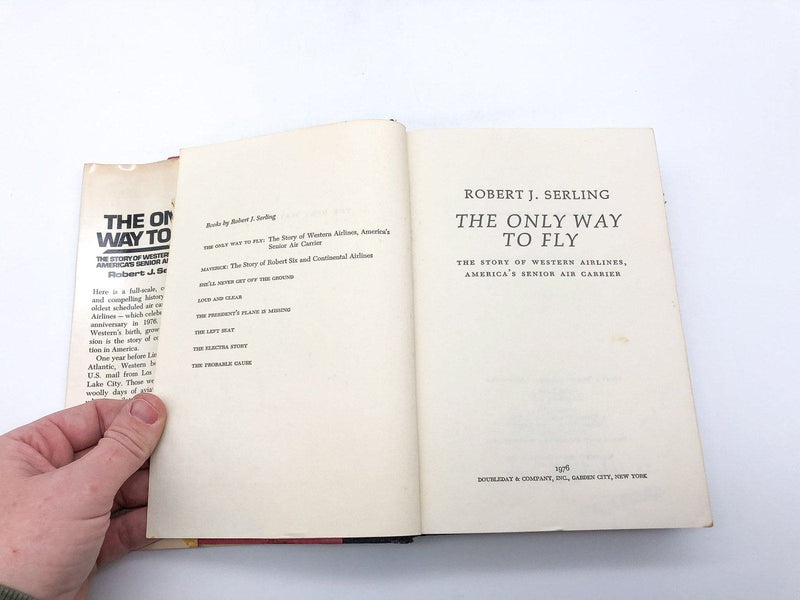 THE ON
WAY TO
THE STORY OF WESTER
AMERICA'S SENIOR A
Robert J. Se
Here is a full-scale, c
and compelling history
oldest scheduled air ca
Airlines — which celeb
anniversary in 1976.
Western's birth, grow
sion is the story of co
tion in America.
One year before Lin
Atlantic, Western be
U.S. mail from Los
Lake City. Those we
woolly days of avia
Books by Robert J. Serling
THE ONLY WAY TO FLY: The Story of Western Airlines, America's
Senior Air Carrier
MAVERICK: The Story of Robert Six and Continental Airlines
SHE'LL NEVER GET OFF THE GROUND
LOUD AND CLEAR
THE PRESIDENT'S PLANE IS MISSING
THE LEFT SEAT
THE ELECTRA STORY
THE PROBABLE CAUSE
ROBERT J. SERLING
THE ONLY WAY
TO FLY
THE STORY OF WESTERN AIRLINES,
AMERICA'S SENIOR AIR CARRIER
1976
DOUBLEDAY & COMPANY, INC., GARDEN CITY, NEW YORK